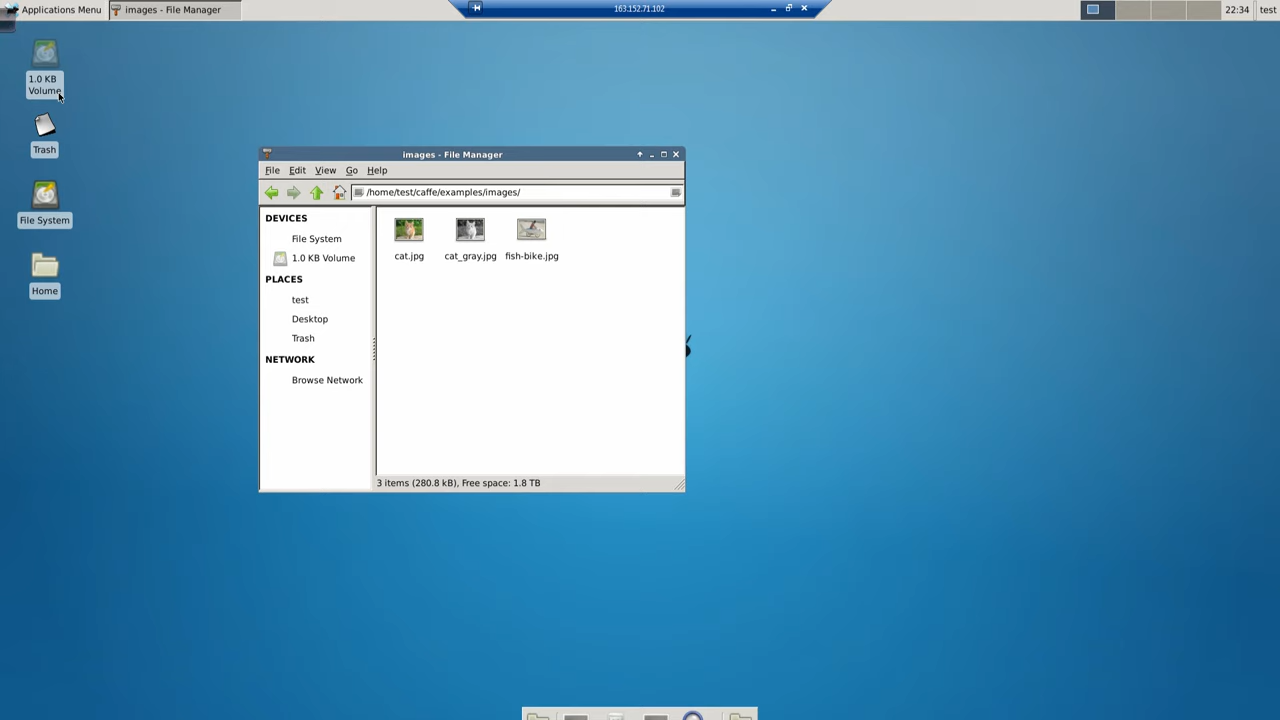 Applications Menu
images - File Manager
163.152.71.102
22:34
test
1.0 KB
Volume
Trash
File System
Home
images - File Manager
File Edit View Go Help
/home/test/caffe/examples/images/
DEVICES
File System
1.0 KB Volume
PLACES
test
Desktop
Trash
NETWORK
Browse Network
cat.jpg
cat_gray.jpg
fish-bike.jpg
3 items (280.8 kB), Free space: 1.8 TB